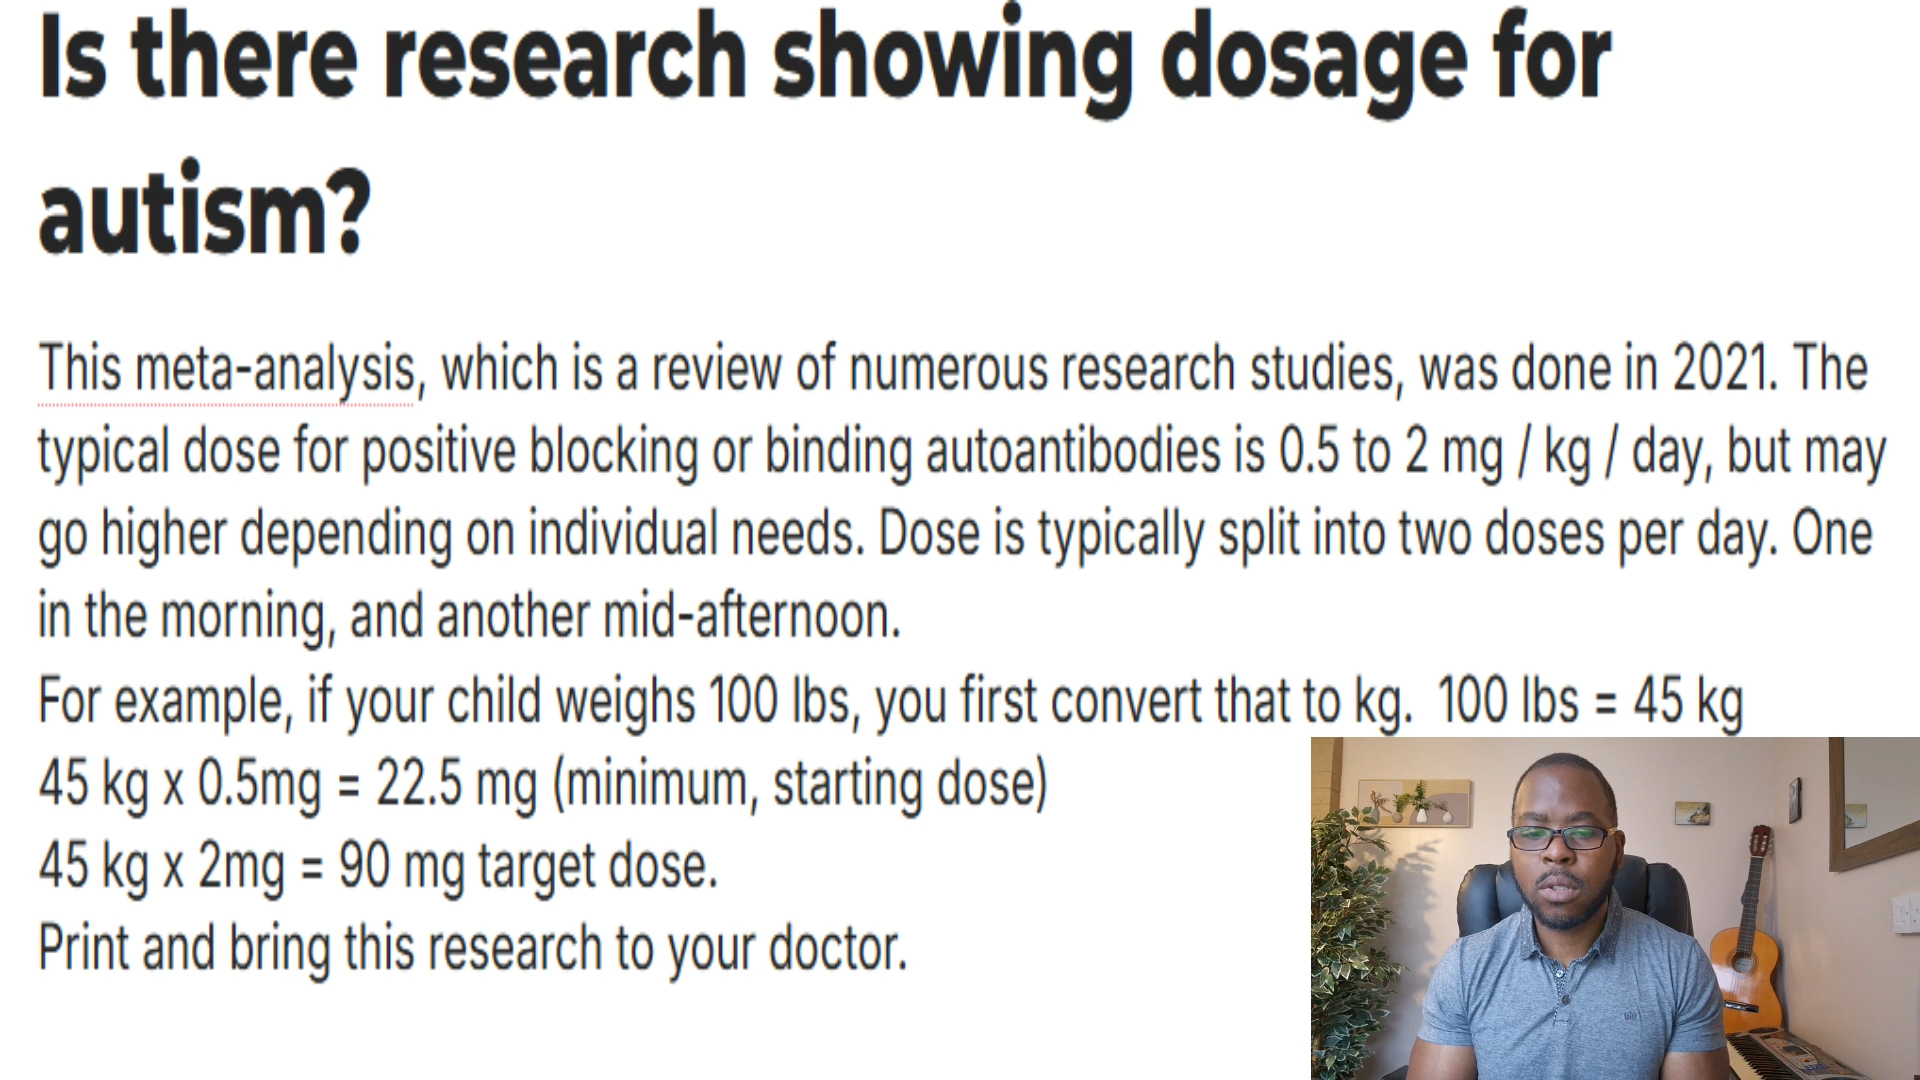 Is there research showing dosage for
autism?
This meta-analysis, which is a review of numerous research studies, was done in 2021. The
typical dose for positive blocking or binding autoantibodies is 0.5 to 2 mg / kg / day, but may
go higher depending on individual needs. Dose is typically split into two doses per day. One
in the morning, and another mid-afternoon.
For example, if your child weighs 100 lbs, you first convert that to kg.  100 lbs = 45 kg
45 kg x 0.5mg = 22.5 mg (minimum, starting dose)
45 kg x 2mg = 90 mg target dose.
Print and bring this research to your doctor.